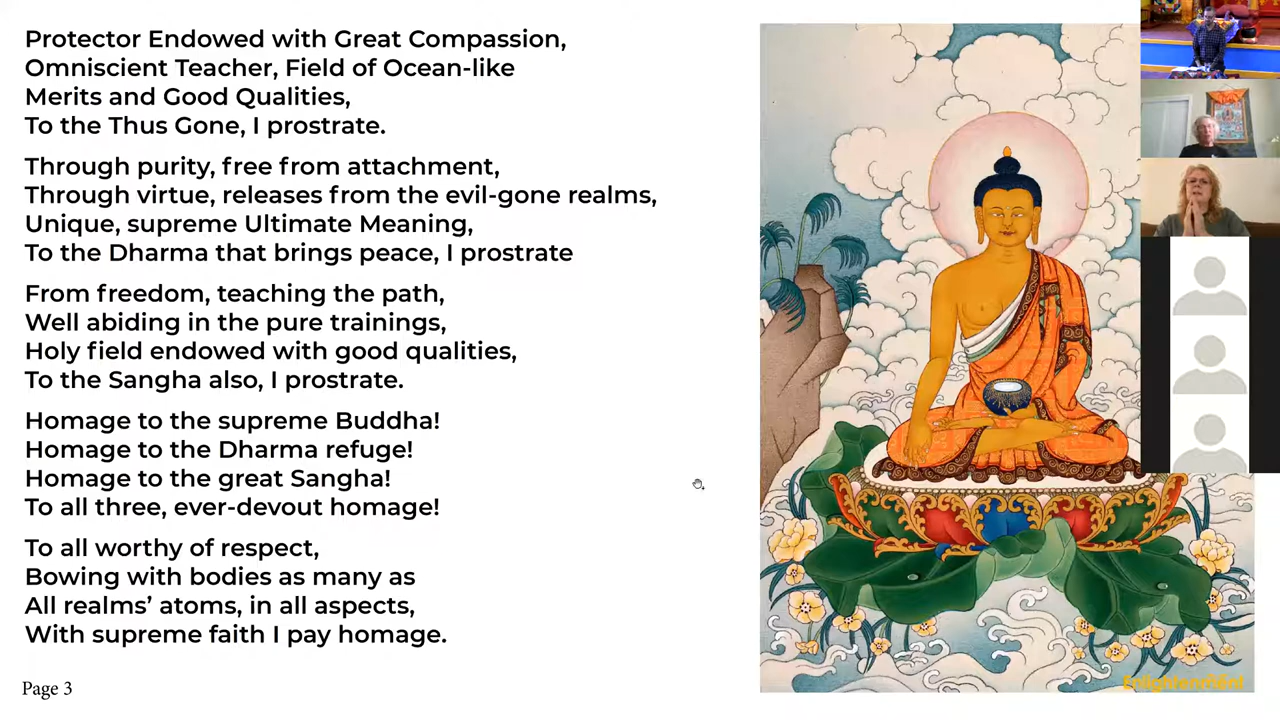 Protector Endowed with Great Compassion,
Omniscient Teacher, Field of Ocean-like
Merits and Good Qualities,
To the Thus Gone, I prostrate.
Through purity, free from attachment,
Through virtue, releases from the evil-gone realms,
Unique, supreme Ultimate Meaning,
To the Dharma that brings peace, I prostrate
From freedom, teaching the path,
Well abiding in the pure trainings,
Holy field endowed with good qualities,
To the Sangha also, I prostrate.
Homage to the supreme Buddha!
Homage to the Dharma refuge!
Homage to the great Sangha!
To all three, ever-devout homage!
To all worthy of respect,
Bowing with bodies as many as
All realms’ atoms, in all aspects,
With supreme faith I pay homage.
Page 3
Enlightenment